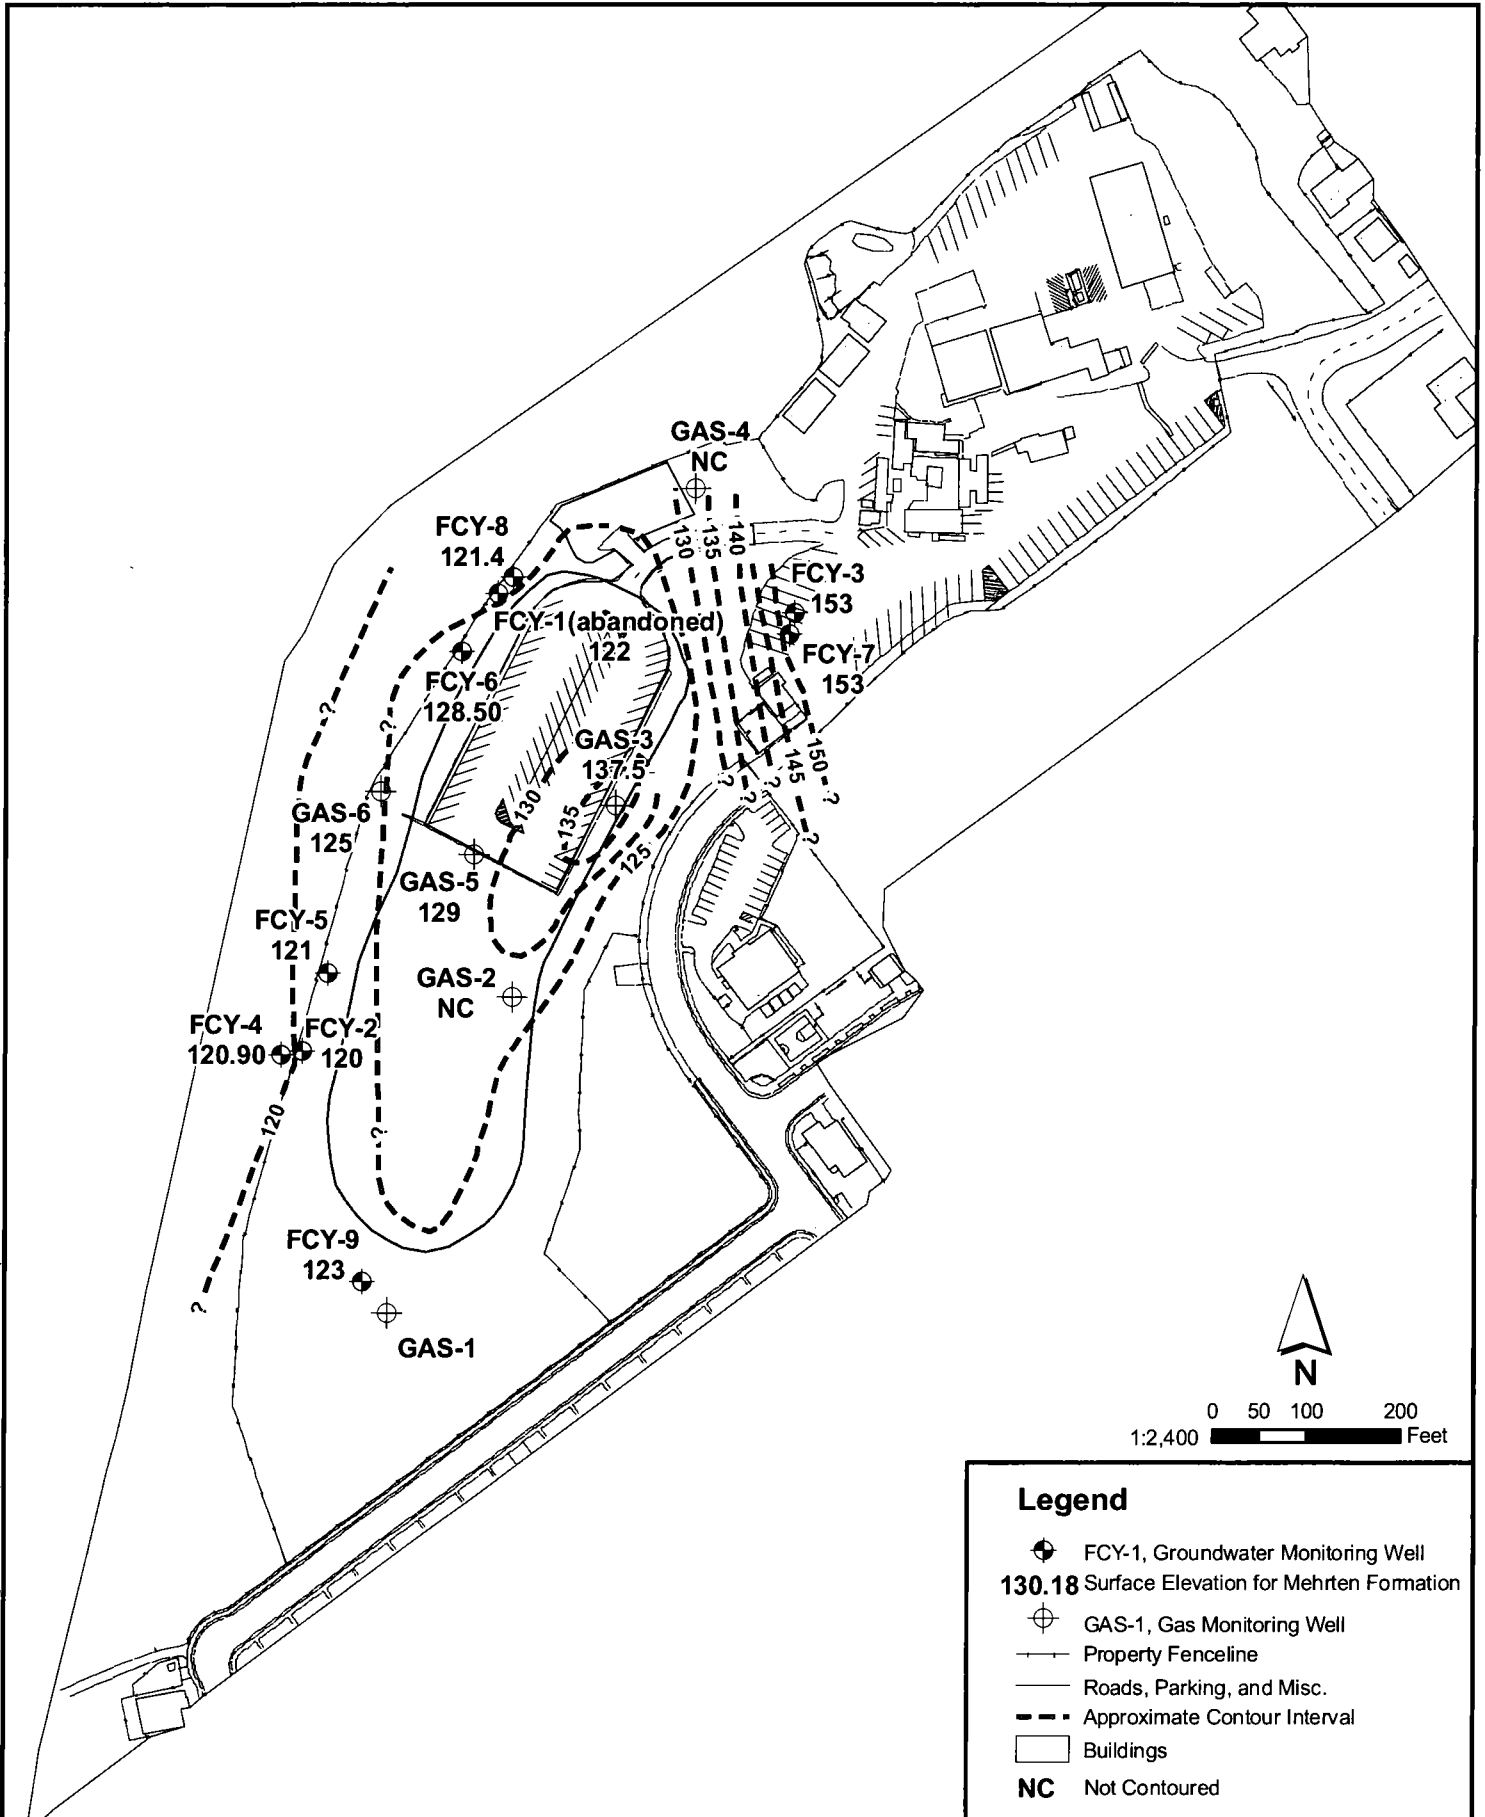 GAS-4
NC
FCY-8
121.4
130
135
140
FCY-3
153
FCY-1(abandoned)
122
FCY-7
153
FCY-6
128.50
?
?
GAS-3
137.5
145
150
?
?
?
?
?
GAS-6
125
130
135
125
GAS-5
129
FCY-5
121
GAS-2
NC
FCY-4
120.90
FCY-2
120
120
?
FCY-9
123
?
GAS-1
N
0 50 100 200
1:2,400 Feet
Legend
FCY-1, Groundwater Monitoring Well
130.18 Surface Elevation for Mehrten Formation
GAS-1, Gas Monitoring Well
Property Fenceline
Roads, Parking, and Misc.
Approximate Contour Interval
Buildings
NC Not Contoured